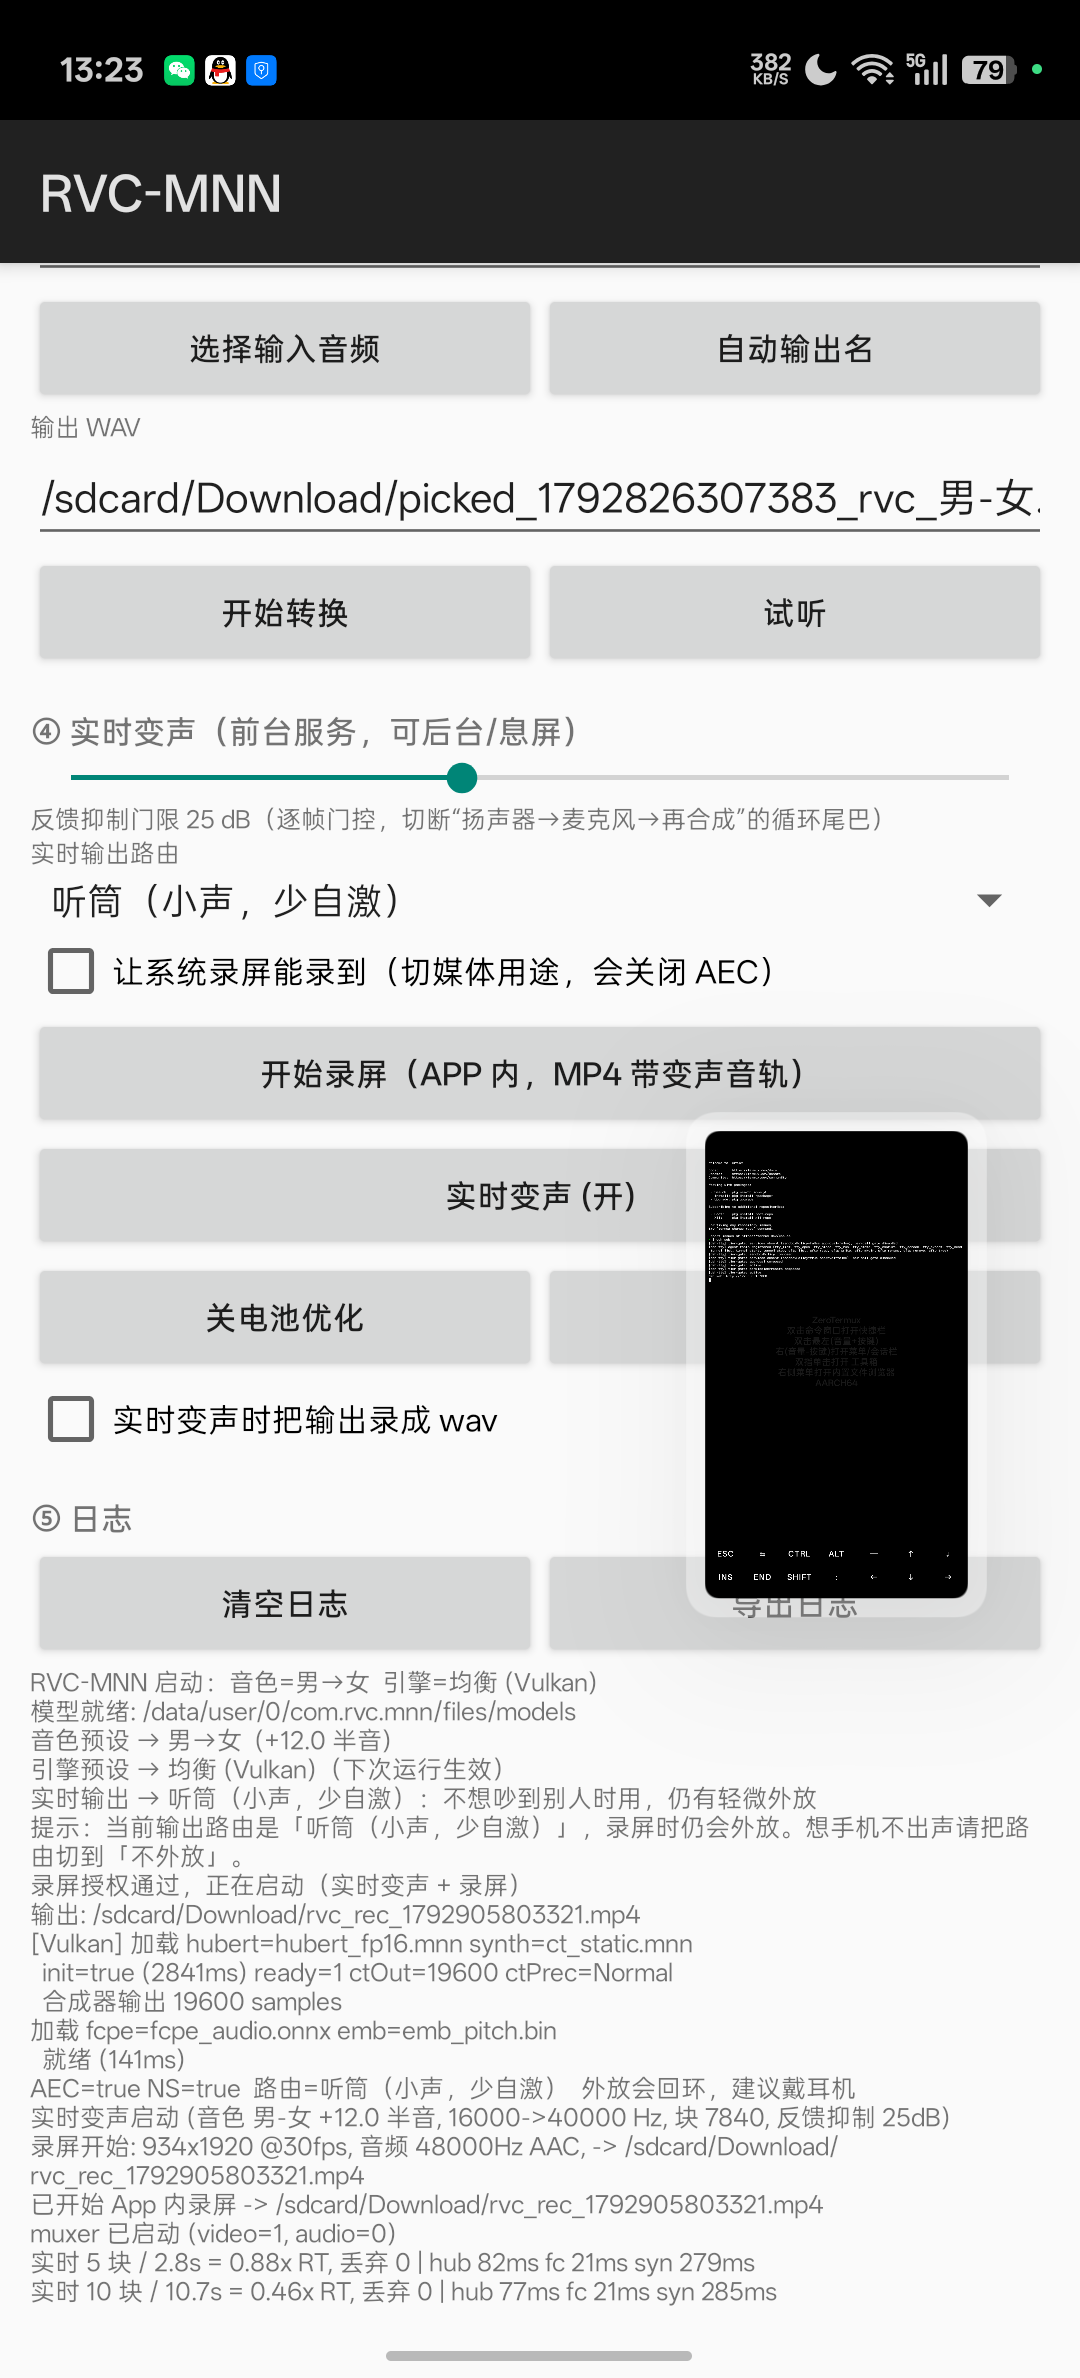 13:23
382 KB/S 5G 79
RVC-MNN
选择输入音频
自动输出名
输出 WAV
/sdcard/Download/picked_1792826307383_rvc_男-女.
开始转换
试听
④ 实时变声（前台服务，可后台/息屏）
反馈抑制门限 25 dB（逐帧门控，切断“扬声器→麦克风→再合成”的循环尾巴）
实时输出路由
听筒（小声，少自激）
让系统录屏能录到（切媒体用途，会关闭 AEC）
开始录屏（APP 内，MP4 带变声音轨）
实时变声 (开)
关电池优化
ZeroTermux
AARCH64
实时变声时把输出录成 wav
⑤ 日志
ESC CTRL ALT — ↑
INS END SHIFT : ← ↓ →
清空日志
导出日志
RVC-MNN 启动：音色=男→女 引擎=均衡 (Vulkan)
模型就绪: /data/user/0/com.rvc.mnn/files/models
音色预设 → 男→女（+12.0 半音）
引擎预设 → 均衡 (Vulkan)（下次运行生效）
实时输出 → 听筒（小声，少自激）：不想吵到别人时用，仍有轻微外放
提示：当前输出路由是「听筒（小声，少自激）」，录屏时仍会外放。想手机不出声请把路
由切到「不外放」。
录屏授权通过，正在启动（实时变声 + 录屏）
输出: /sdcard/Download/rvc_rec_1792905803321.mp4
[Vulkan] 加载 hubert=hubert_fp16.mnn synth=ct_static.mnn
init=true (2841ms) ready=1 ctOut=19600 ctPrec=Normal
合成器输出 19600 samples
加载 fcpe=fcpe_audio.onnx emb=emb_pitch.bin
就绪 (141ms)
AEC=true NS=true 路由=听筒（小声，少自激） 外放会回环，建议戴耳机
实时变声启动 (音色 男-女 +12.0 半音, 16000->40000 Hz, 块 7840, 反馈抑制 25dB)
录屏开始: 934x1920 @30fps, 音频 48000Hz AAC, -> /sdcard/Download/
rvc_rec_1792905803321.mp4
已开始 App 内录屏 -> /sdcard/Download/rvc_rec_1792905803321.mp4
muxer 已启动 (video=1, audio=0)
实时 5 块 / 2.8s = 0.88x RT, 丢弃 0 | hub 82ms fc 21ms syn 279ms
实时 10 块 / 10.7s = 0.46x RT, 丢弃 0 | hub 77ms fc 21ms syn 285ms